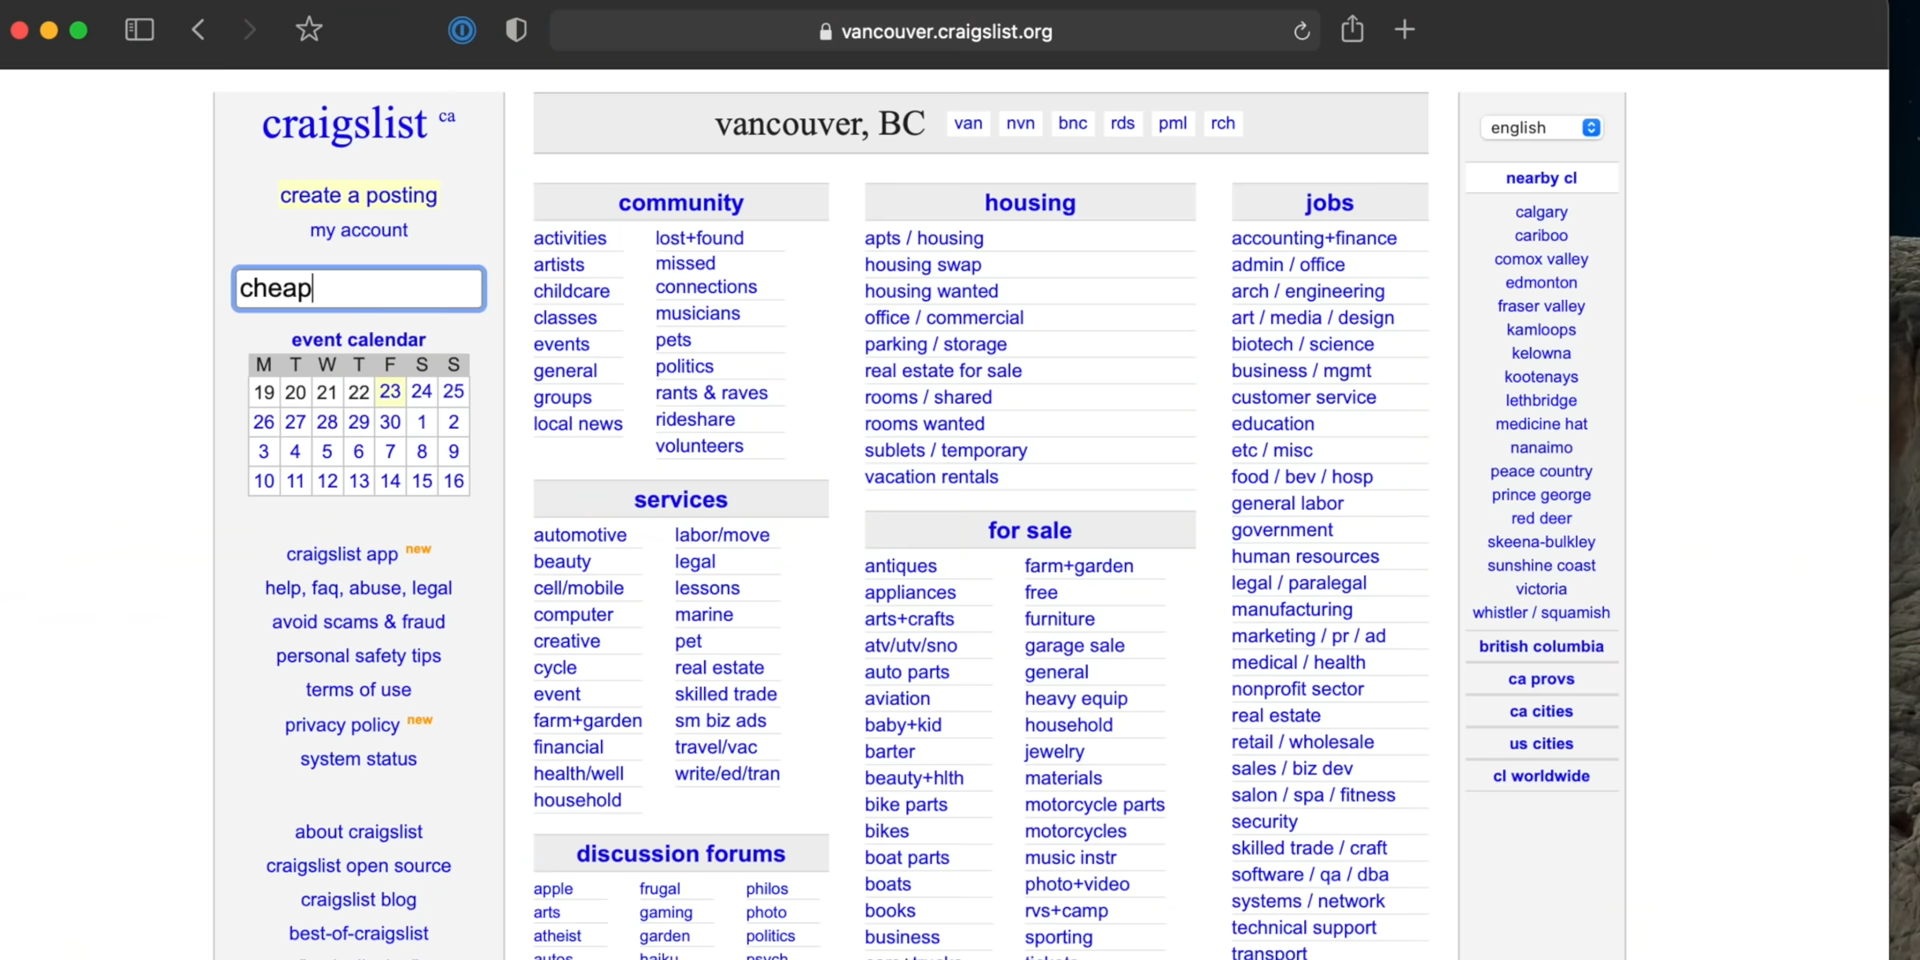 vancouver.craigslist.org
craigslist ca
create a posting
my account
cheap
event calendar
M T W T F S S
19 20 21 22 23 24 25
26 27 28 29 30 1 2
3 4 5 6 7 8 9
10 11 12 13 14 15 16
craigslist app new
help, faq, abuse, legal
avoid scams & fraud
personal safety tips
terms of use
privacy policy new
system status
about craigslist
craigslist open source
craigslist blog
best-of-craigslist
vancouver, BC van nvn bnc rds pml rch
community
activities
artists
childcare
classes
events
general
groups
local news
lost+found
missed
connections
musicians
pets
politics
rants & raves
rideshare
volunteers
services
automotive
beauty
cell/mobile
computer
creative
cycle
event
farm+garden
financial
health/well
household
labor/move
legal
lessons
marine
pet
real estate
skilled trade
sm biz ads
travel/vac
write/ed/tran
discussion forums
apple
arts
atheist
autos
frugal
gaming
garden
haiku
philos
photo
politics
psych
housing
apts / housing
housing swap
housing wanted
office / commercial
parking / storage
real estate for sale
rooms / shared
rooms wanted
sublets / temporary
vacation rentals
for sale
antiques
appliances
arts+crafts
atv/utv/sno
auto parts
aviation
baby+kid
barter
beauty+hlth
bike parts
bikes
boat parts
boats
books
business
farm+garden
free
furniture
garage sale
general
heavy equip
household
jewelry
materials
motorcycle parts
motorcycles
music instr
photo+video
rvs+camp
sporting
tickets
jobs
accounting+finance
admin / office
arch / engineering
art / media / design
biotech / science
business / mgmt
customer service
education
etc / misc
food / bev / hosp
general labor
government
human resources
legal / paralegal
manufacturing
marketing / pr / ad
medical / health
nonprofit sector
real estate
retail / wholesale
sales / biz dev
salon / spa / fitness
security
skilled trade / craft
software / qa / dba
systems / network
technical support
transport
english
nearby cl
calgary
cariboo
comox valley
edmonton
fraser valley
kamloops
kelowna
kootenays
lethbridge
medicine hat
nanaimo
peace country
prince george
red deer
skeena-bulkley
sunshine coast
victoria
whistler / squamish
british columbia
ca provs
ca cities
us cities
cl worldwide